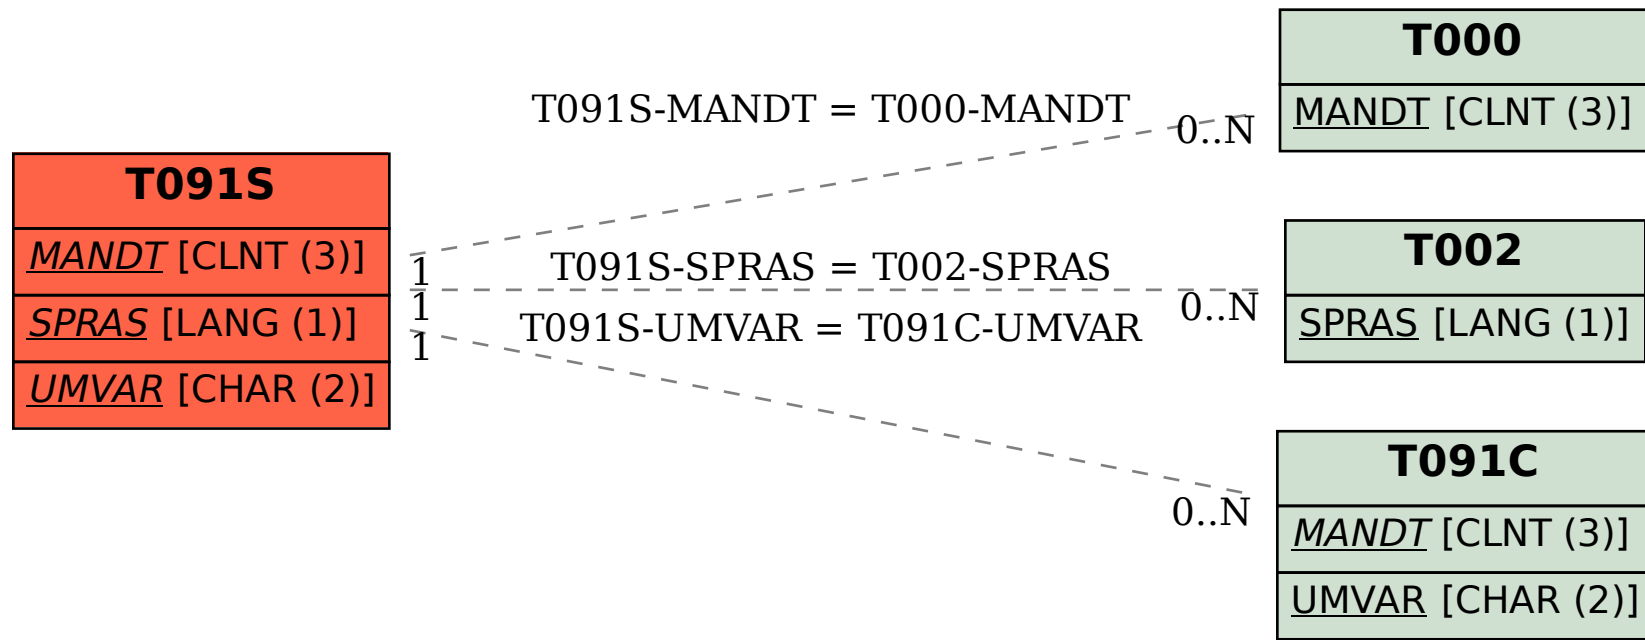 T091S
MANDT [CLNT (3)]
SPRAS [LANG (1)]
UMVAR [CHAR (2)]
T091S-MANDT = T000-MANDT
0..N
1
T091S-SPRAS = T002-SPRAS
1
0..N
T091S-UMVAR = T091C-UMVAR
1
0..N
T000
MANDT [CLNT (3)]
T002
SPRAS [LANG (1)]
T091C
MANDT [CLNT (3)]
UMVAR [CHAR (2)]